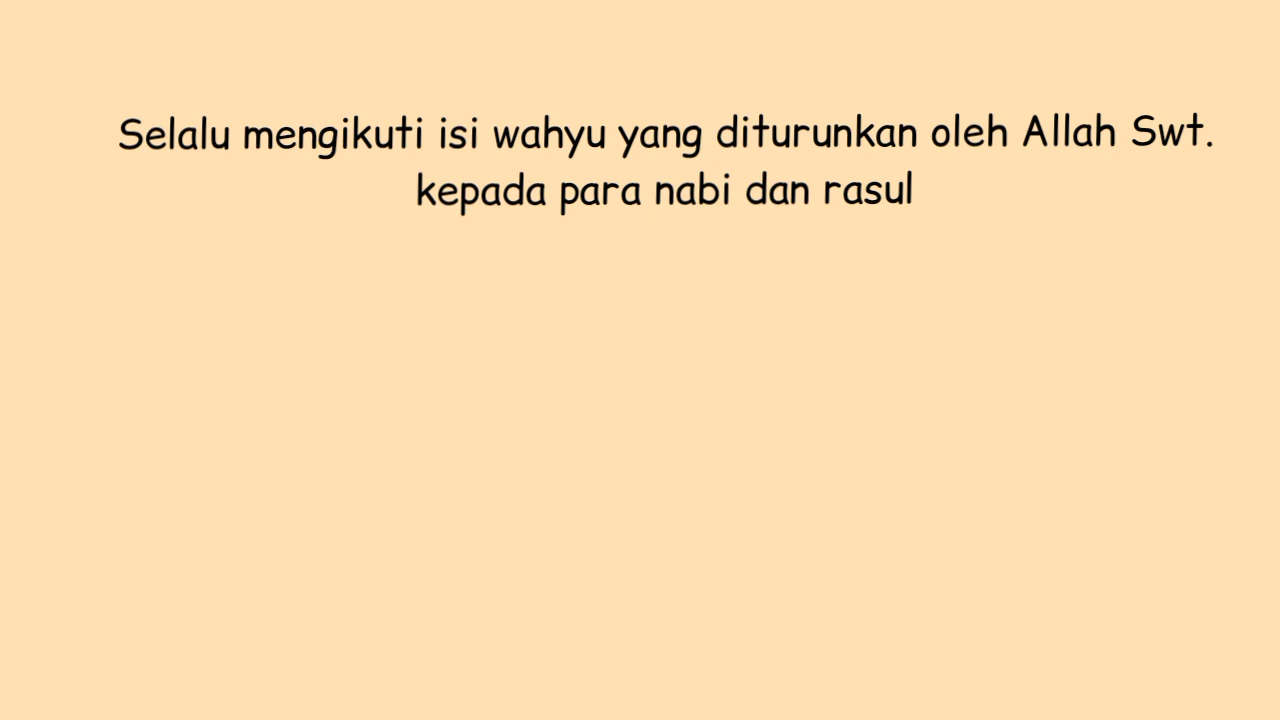 Selalu mengikuti isi wahyu yang diturunkan oleh Allah Swt.
kepada para nabi dan rasul